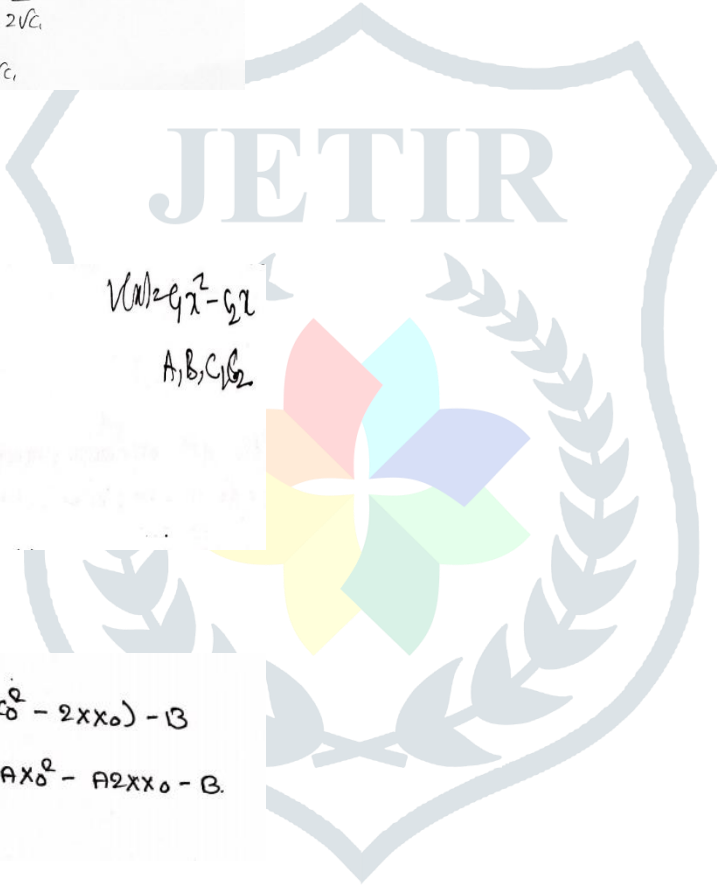 2√C₁
√C₁
JETIR
V(x)=C₁x²-C₂x
A,B,C₁,C₂
x₀² - 2xx₀) - B
Ax₀² - A2xx₀ - B.